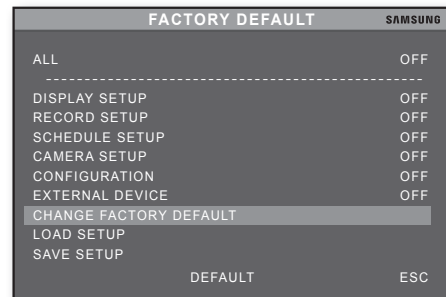 FACTORY DEFAULT SAMSUNG
ALL OFF
------------------------------------------------
DISPLAY SETUP OFF
RECORD SETUP OFF
SCHEDULE SETUP OFF
CAMERA SETUP OFF
CONFIGURATION OFF
EXTERNAL DEVICE OFF
CHANGE FACTORY DEFAULT
LOAD SETUP
SAVE SETUP
DEFAULT ESC